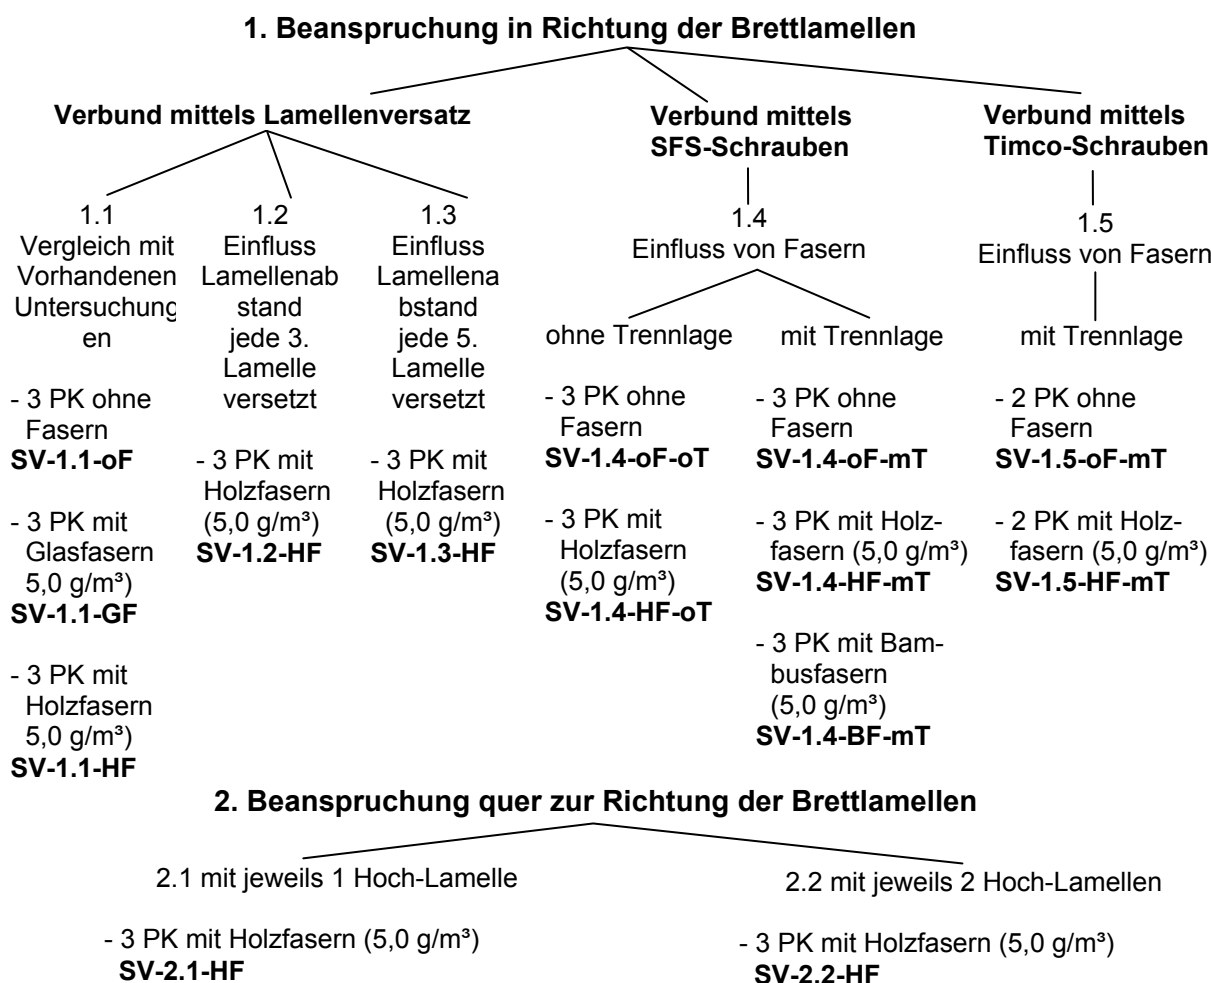 1. Beanspruchung in Richtung der Brettlamellen
Verbund mittels Lamellenversatz
1.1
Vergleich mit
Vorhandenen
Untersuchung
en
- 3 PK ohne
Fasern
SV-1.1-oF
- 3 PK mit
Glasfasern
5,0 g/m³)
SV-1.1-GF
- 3 PK mit
Holzfasern
5,0 g/m³)
SV-1.1-HF
1.2
Einfluss
Lamellenab
stand
jede 3.
Lamelle
versetzt
- 3 PK mit
Holzfasern
(5,0 g/m³)
SV-1.2-HF
1.3
Einfluss
Lamellena
bstand
jede 5.
Lamelle
versetzt
- 3 PK mit
Holzfasern
(5,0 g/m³)
SV-1.3-HF
Verbund mittels
SFS-Schrauben
1.4
Einfluss von Fasern
ohne Trennlage
- 3 PK ohne
Fasern
SV-1.4-oF-oT
- 3 PK mit
Holzfasern
(5,0 g/m³)
SV-1.4-HF-oT
mit Trennlage
- 3 PK ohne
Fasern
SV-1.4-oF-mT
- 3 PK mit Holz-
fasern (5,0 g/m³)
SV-1.4-HF-mT
- 3 PK mit Bam-
busfasern
(5,0 g/m³)
SV-1.4-BF-mT
Verbund mittels
Timco-Schrauben
1.5
Einfluss von Fasern
mit Trennlage
- 2 PK ohne
Fasern
SV-1.5-oF-mT
- 2 PK mit Holz-
fasern (5,0 g/m³)
SV-1.5-HF-mT
2. Beanspruchung quer zur Richtung der Brettlamellen
2.1 mit jeweils 1 Hoch-Lamelle
- 3 PK mit Holzfasern (5,0 g/m³)
SV-2.1-HF
2.2 mit jeweils 2 Hoch-Lamellen
- 3 PK mit Holzfasern (5,0 g/m³)
SV-2.2-HF